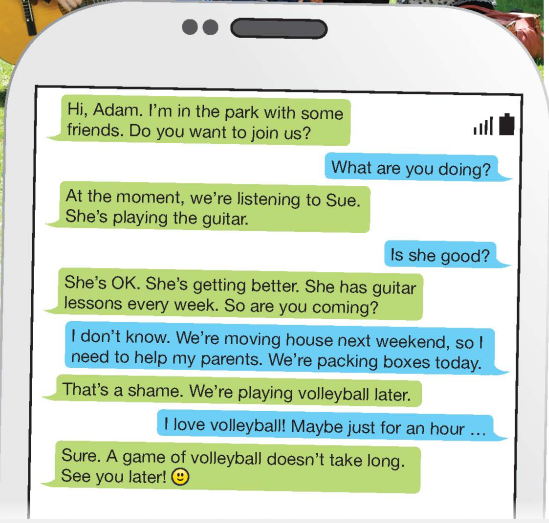 Hi, Adam. I'm in the park with some
friends. Do you want to join us?
What are you doing?
At the moment, we're listening to Sue.
She's playing the guitar.
Is she good?
She's OK. She's getting better. She has guitar
lessons every week. So are you coming?
I don't know. We're moving house next weekend, so I
need to help my parents. We're packing boxes today.
That's a shame. We're playing volleyball later.
I love volleyball! Maybe just for an hour …
Sure. A game of volleyball doesn't take long.
See you later! 🙂